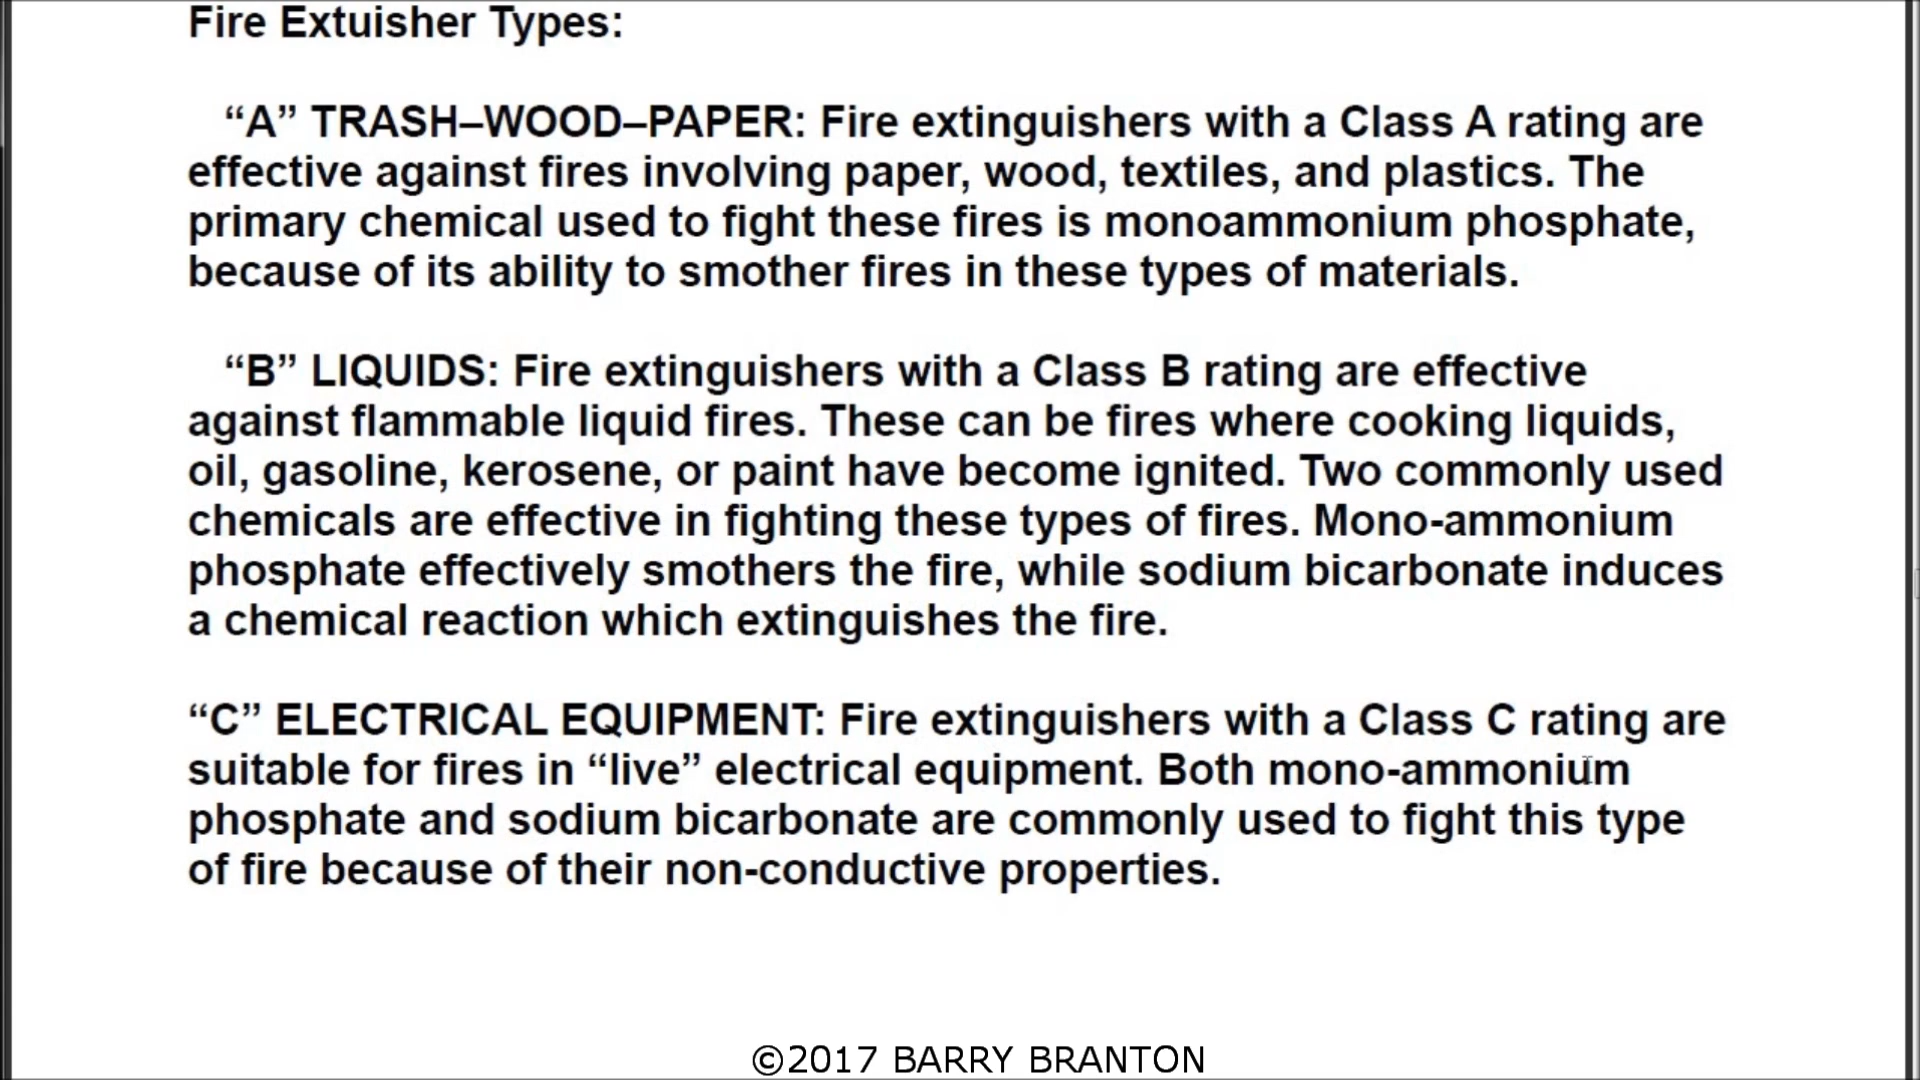 Fire Extuisher Types:
“A” TRASH–WOOD–PAPER: Fire extinguishers with a Class A rating are
effective against fires involving paper, wood, textiles, and plastics. The
primary chemical used to fight these fires is monoammonium phosphate,
because of its ability to smother fires in these types of materials.
“B” LIQUIDS: Fire extinguishers with a Class B rating are effective
against flammable liquid fires. These can be fires where cooking liquids,
oil, gasoline, kerosene, or paint have become ignited. Two commonly used
chemicals are effective in fighting these types of fires. Mono-ammonium
phosphate effectively smothers the fire, while sodium bicarbonate induces
a chemical reaction which extinguishes the fire.
“C” ELECTRICAL EQUIPMENT: Fire extinguishers with a Class C rating are
suitable for fires in “live” electrical equipment. Both mono-ammonium
phosphate and sodium bicarbonate are commonly used to fight this type
of fire because of their non-conductive properties.
©2017 BARRY BRANTON